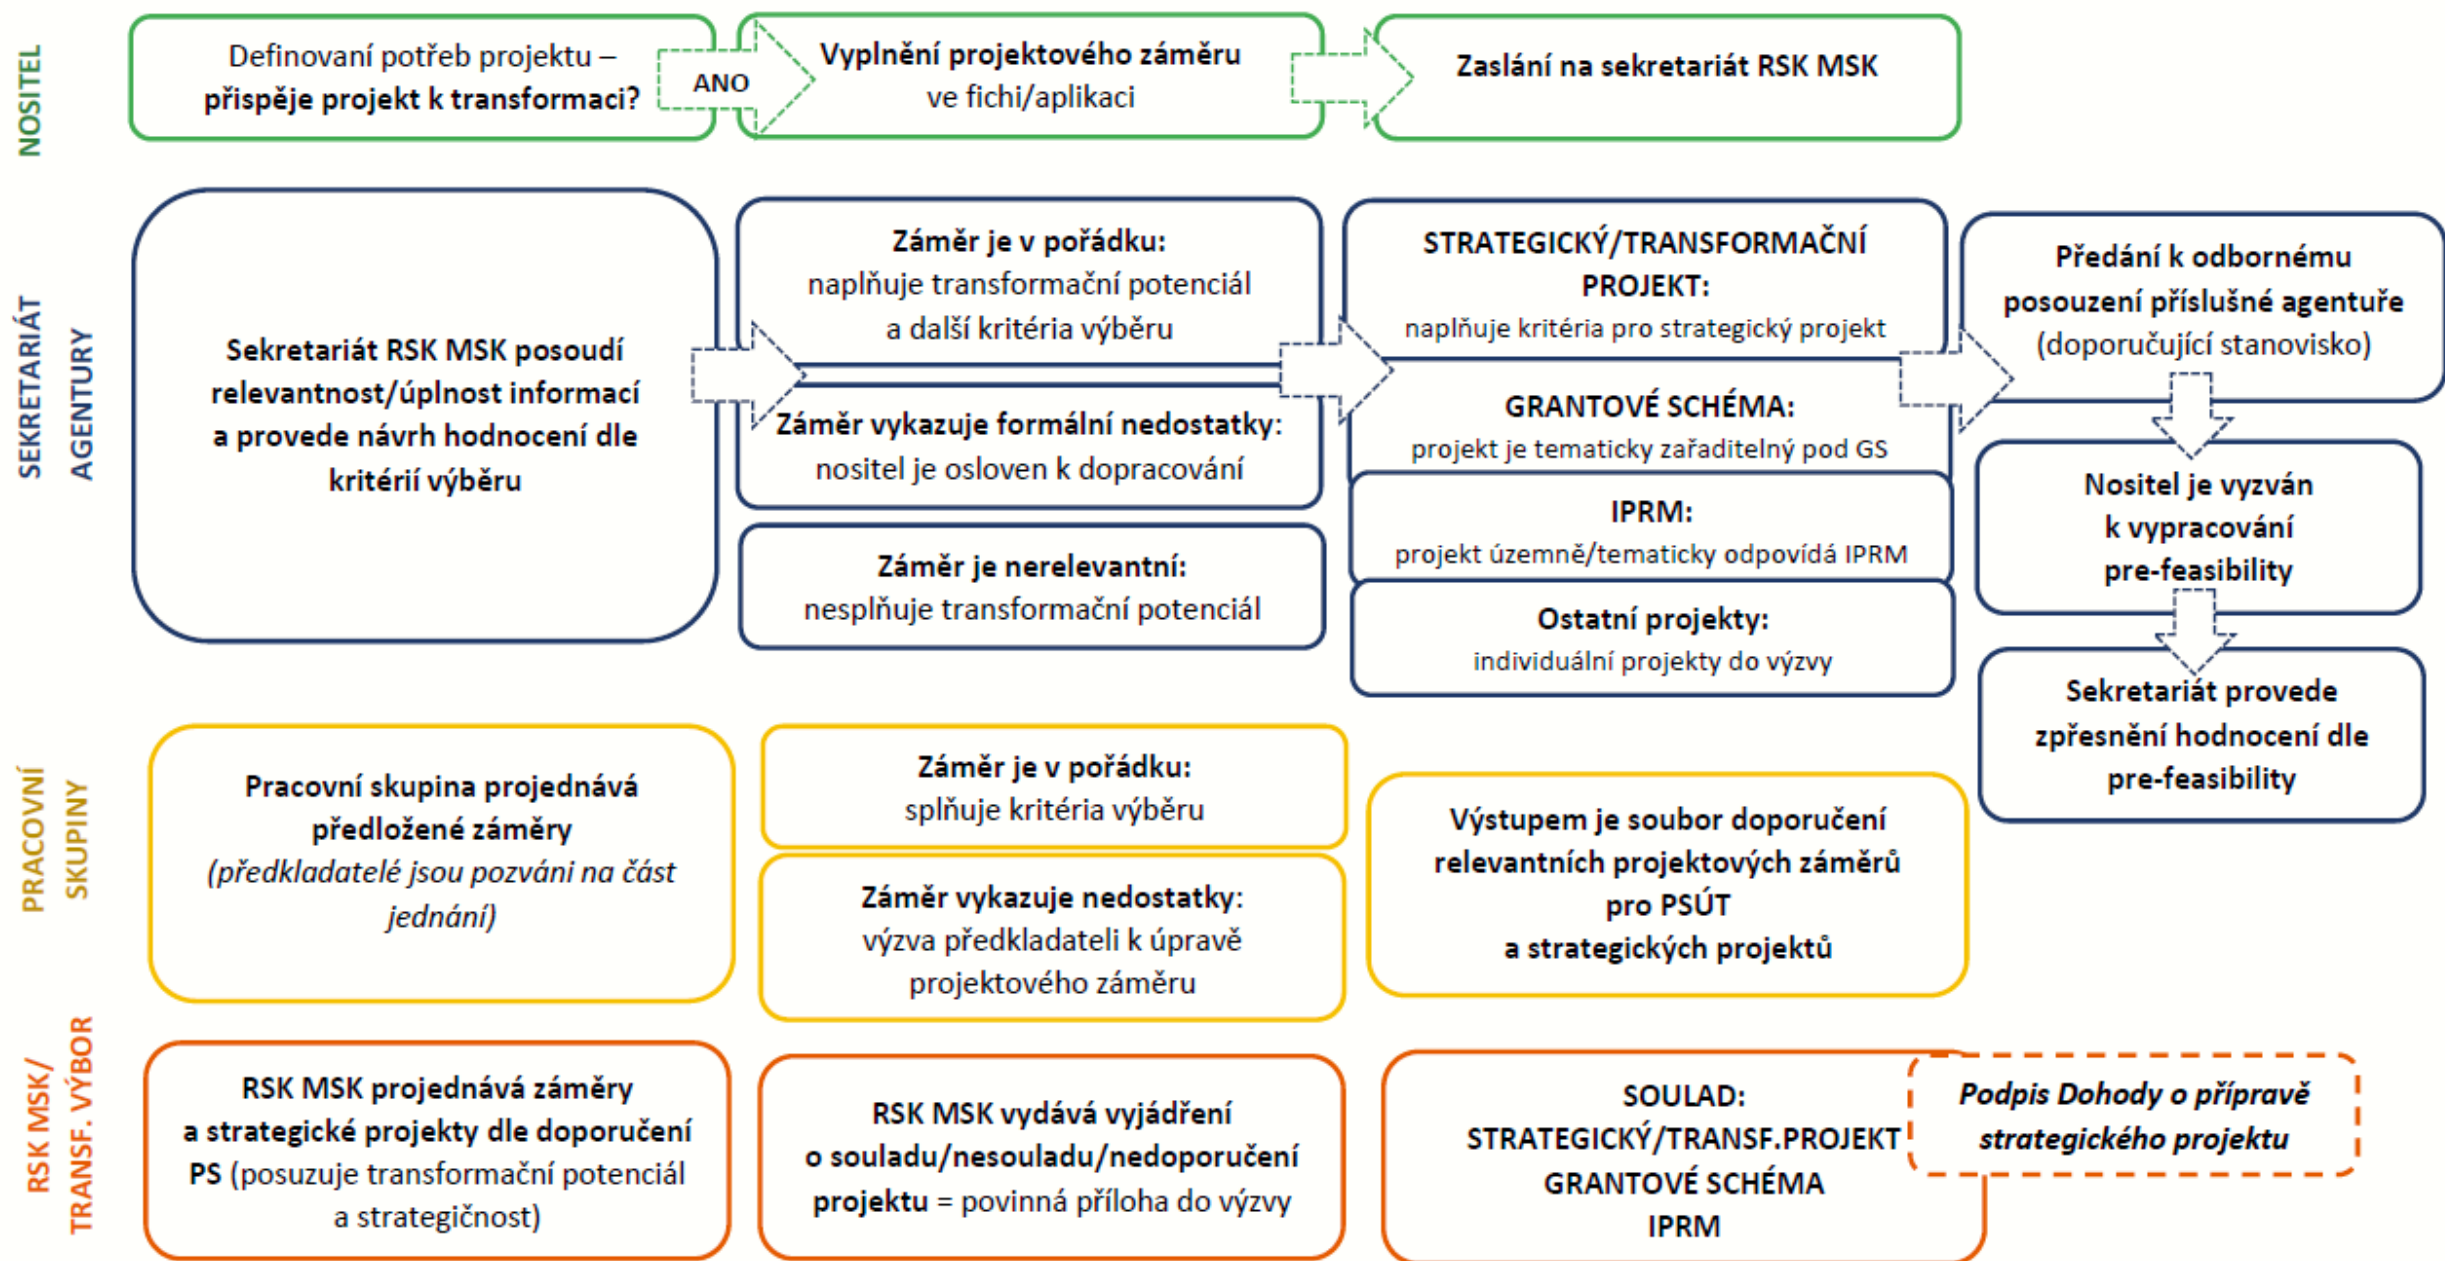 NOSITEL
Definovaní potřeb projektu –
přispěje projekt k transformaci?
ANO
Vyplnění projektového záměru
ve fichi/aplikaci
Zaslání na sekretariát RSK MSK
SEKRETARIÁT
AGENTURY
Sekretariát RSK MSK posoudí
relevantnost/úplnost informací
a provede návrh hodnocení dle
kritérií výběru
Záměr je v pořádku:
naplňuje transformační potenciál
a další kritéria výběru
Záměr vykazuje formální nedostatky:
nositel je osloven k dopracování
Záměr je nerelevantní:
nesplňuje transformační potenciál
STRATEGICKÝ/TRANSFORMAČNÍ
PROJEKT:
naplňuje kritéria pro strategický projekt
GRANTOVÉ SCHÉMA:
projekt je tematicky zařaditelný pod GS
IPRM:
projekt územně/tematicky odpovídá IPRM
Ostatní projekty:
individuální projekty do výzvy
Předání k odbornému
posouzení příslušné agentuře
(doporučující stanovisko)
Nositel je vyzván
k vypracování
pre-feasibility
Sekretariát provede
zpřesnění hodnocení dle
pre-feasibility
PRACOVNÍ
SKUPINY
Pracovní skupina projednává
předložené záměry
(předkladatelé jsou pozváni na část
jednání)
Záměr je v pořádku:
splňuje kritéria výběru
Záměr vykazuje nedostatky:
výzva předkladateli k úpravě
projektového záměru
Výstupem je soubor doporučení
relevantních projektových záměrů
pro PSÚT
a strategických projektů
RSK MSK/
TRANSF. VÝBOR
RSK MSK projednává záměry
a strategické projekty dle doporučení
PS (posuzuje transformační potenciál
a strategičnost)
RSK MSK vydává vyjádření
o souladu/nesouladu/nedoporučení
projektu = povinná příloha do výzvy
SOULAD:
STRATEGICKÝ/TRANSF.PROJEKT
GRANTOVÉ SCHÉMA
IPRM
Podpis Dohody o přípravě
strategického projektu